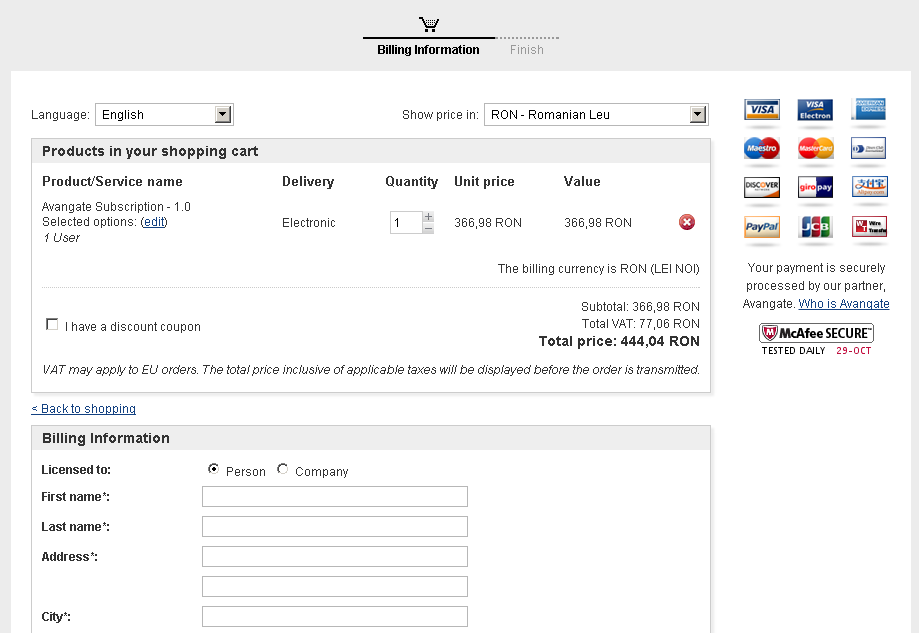 Billing Information
Finish
Language: English
Show price in: RON - Romanian Leu
Products in your shopping cart
Product/Service name Delivery Quantity Unit price Value
Avangate Subscription - 1.0
Selected options: (edit)
1 User
Electronic 1 366,98 RON 366,98 RON
The billing currency is RON (LEI NOI)
Subtotal: 366,98 RON
Total VAT: 77,06 RON
Total price: 444,04 RON
I have a discount coupon
VAT may apply to EU orders. The total price inclusive of applicable taxes will be displayed before the order is transmitted.
< Back to shopping
Billing Information
Licensed to: Person Company
First name*:
Last name*:
Address*:
City*:
VISA VISA Electron AMERICAN EXPRESS
Maestro MasterCard
DISCOVER giropay 支付宝 Alipay.com
PayPal JCB Wire Transfer
Your payment is securely
processed by our partner,
Avangate. Who is Avangate
McAfee SECURE™
TESTED DAILY 29-OCT